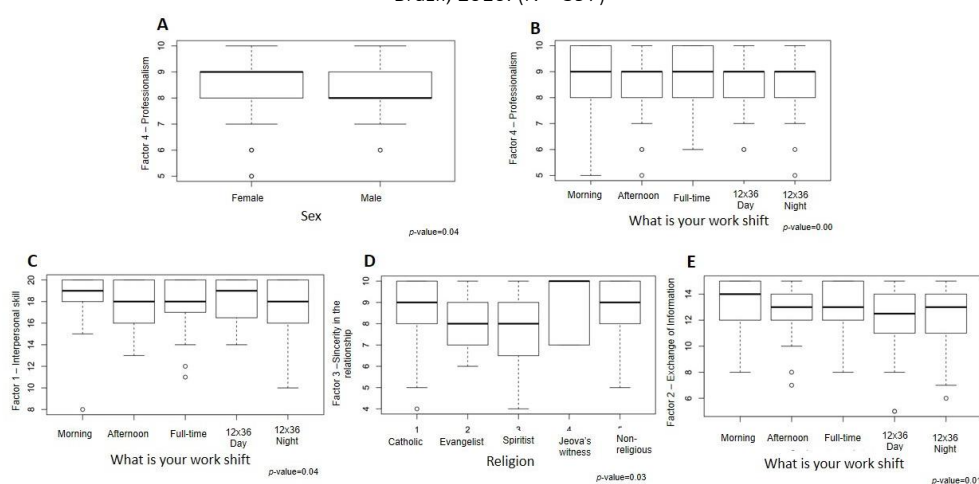 A
Factor 4 – Professionalism
10
9
8
7
6
5
Female
Male
Sex
p-value=0.04
B
Factor 4 – Professionalism
10
9
8
7
6
5
Morning
Afternoon
Full-time
12x36
Day
12x36
Night
What is your work shift
p-value=0.00
C
Factor 1 – Interpersonal skill
20
18
16
14
12
10
8
Morning
Afternoon
Full-time
12x36
Day
12x36
Night
What is your work shift
p-value=0.04
D
Factor 3 –Sincerity in the
relationship
10
9
8
7
6
5
4
1
2
3
4
Catholic
Evangelist
Spiritist
Jeova's
witness
Non-
religious
Religion
p-value=0.03
E
Factor 2 – Exchange of Information
14
12
10
8
6
Morning
Afternoon
Full-time
12x36
Day
12x36
Night
What is your work shift